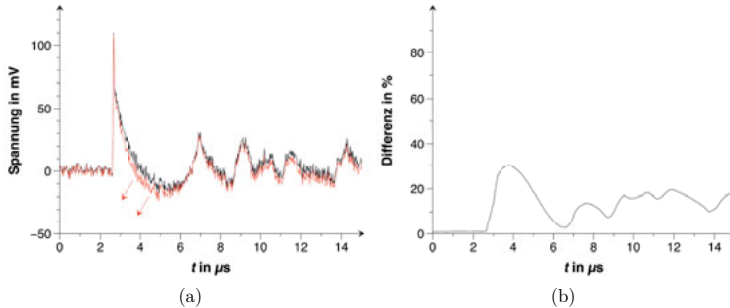 Spannung in mV
100
50
0
−50
0 2 4 6 8 10 12 14
t in µs
(a)
Differenz in %
80
60
40
20
0
0 2 4 6 8 10 12 14
t in µs
(b)